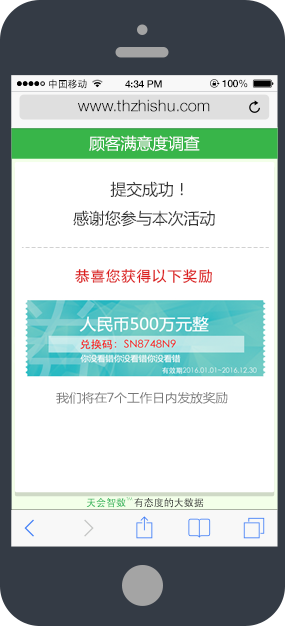 中国移动 4:34 PM 100%
www.thzhishu.com
顾客满意度调查
提交成功！
感谢您参与本次活动
恭喜您获得以下奖励
人民币500万元整
兑换码：SN8748N9
你没看错你没看错你没看错
有效期2016.01.01~2016.12.30
我们将在7个工作日内发放奖励
天会智数™ 有态度的大数据